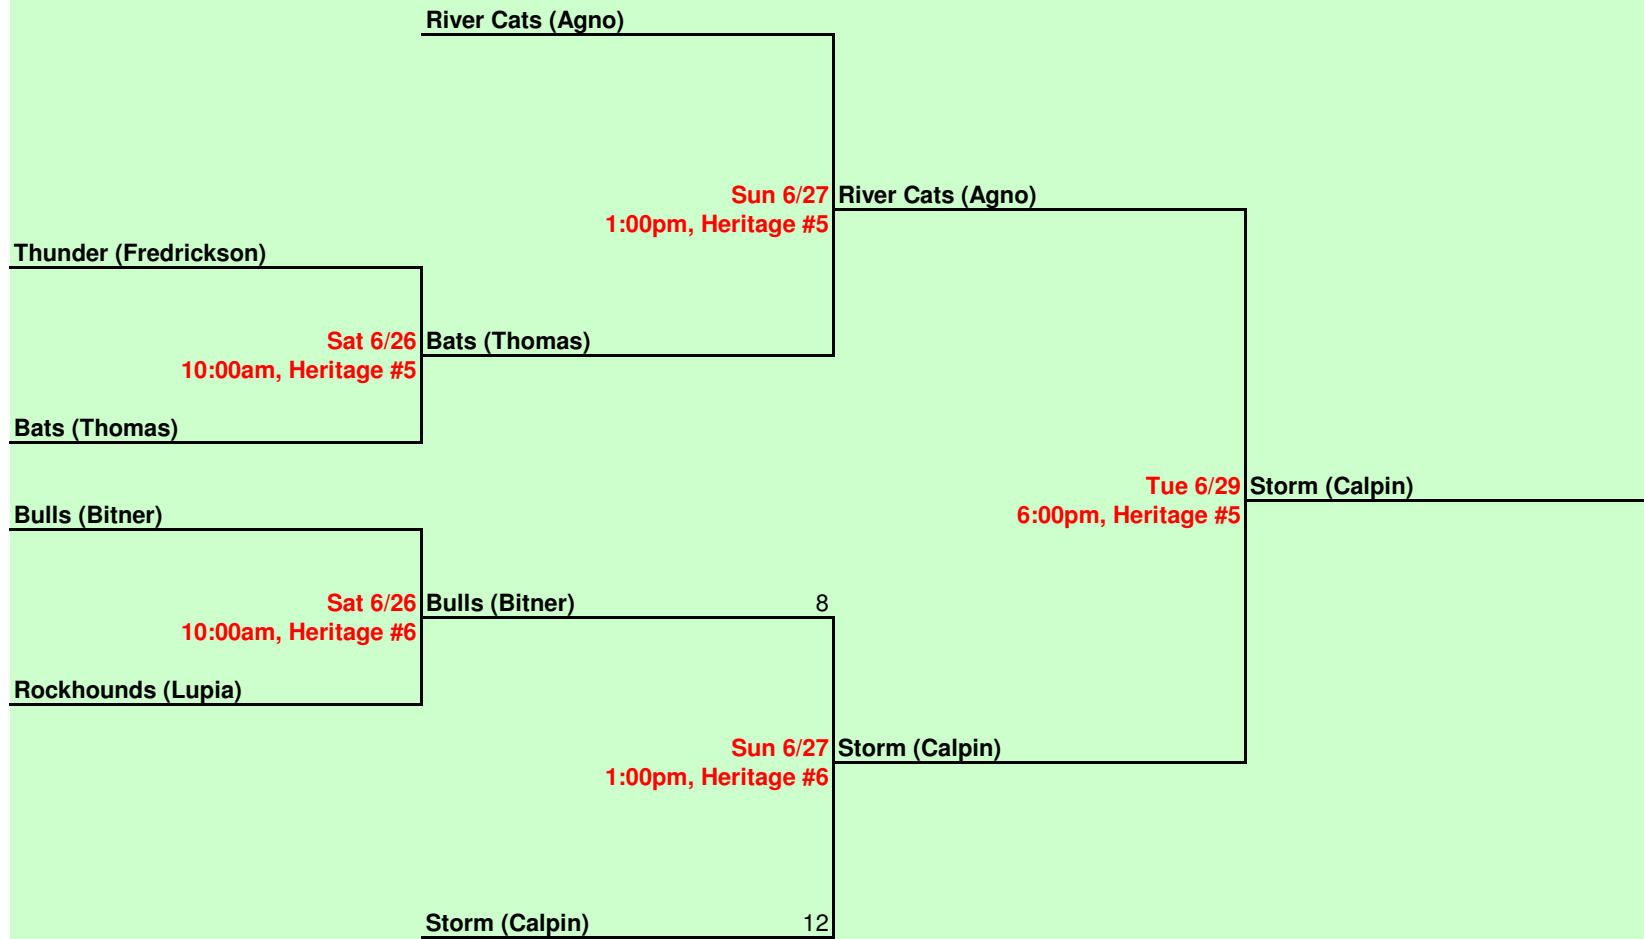 River Cats (Agno)
Sun 6/27 River Cats (Agno)
1:00pm, Heritage #5
Thunder (Fredrickson)
Sat 6/26 Bats (Thomas)
10:00am, Heritage #5
Bats (Thomas)
Tue 6/29 Storm (Calpin)
6:00pm, Heritage #5
Bulls (Bitner)
Sat 6/26 Bulls (Bitner) 8
10:00am, Heritage #6
Rockhounds (Lupia)
Sun 6/27 Storm (Calpin)
1:00pm, Heritage #6
Storm (Calpin) 12